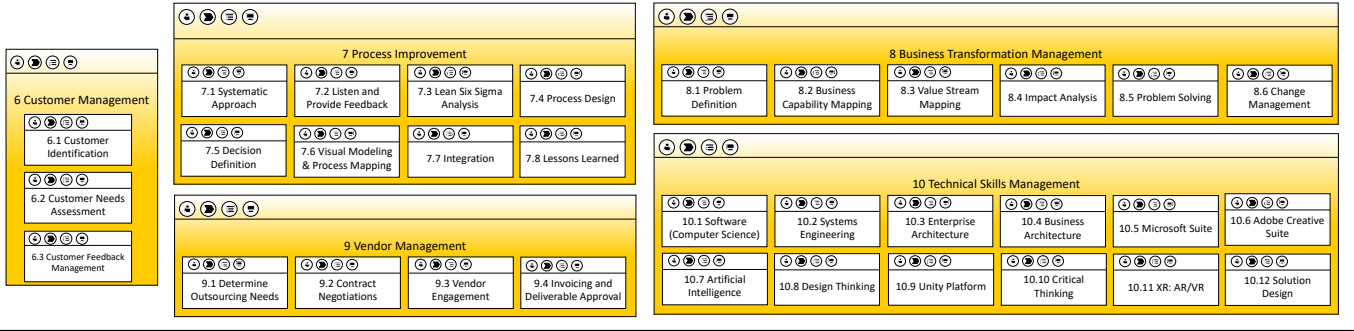 6 Customer Management
6.1 Customer
Identification
6.2 Customer Needs
Assessment
6.3 Customer Feedback
Management
7 Process Improvement
7.1 Systematic
Approach
7.2 Listen and
Provide Feedback
7.3 Lean Six Sigma
Analysis
7.4 Process Design
7.5 Decision
Definition
7.6 Visual Modeling
& Process Mapping
7.7 Integration
7.8 Lessons Learned
8 Business Transformation Management
8.1 Problem
Definition
8.2 Business
Capability Mapping
8.3 Value Stream
Mapping
8.4 Impact Analysis
8.5 Problem Solving
8.6 Change
Management
9 Vendor Management
9.1 Determine
Outsourcing Needs
9.2 Contract
Negotiations
9.3 Vendor
Engagement
9.4 Invoicing and
Deliverable Approval
10 Technical Skills Management
10.1 Software
(Computer Science)
10.2 Systems
Engineering
10.3 Enterprise
Architecture
10.4 Business
Architecture
10.5 Microsoft Suite
10.6 Adobe Creative
Suite
10.7 Artificial
Intelligence
10.8 Design Thinking
10.9 Unity Platform
10.10 Critical
Thinking
10.11 XR: AR/VR
10.12 Solution
Design